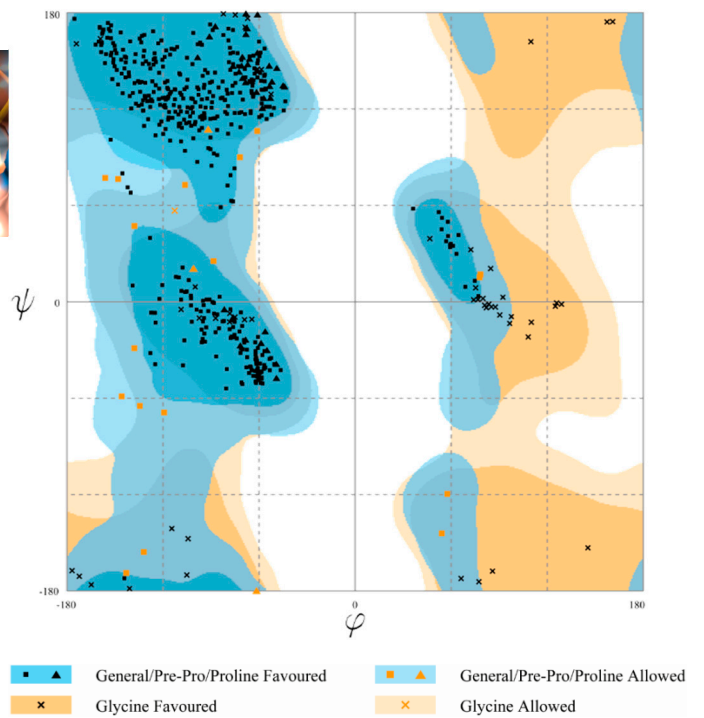 180
ψ
0
-180
-180
0
180
φ
General/Pre-Pro/Proline Favoured
General/Pre-Pro/Proline Allowed
Glycine Favoured
Glycine Allowed